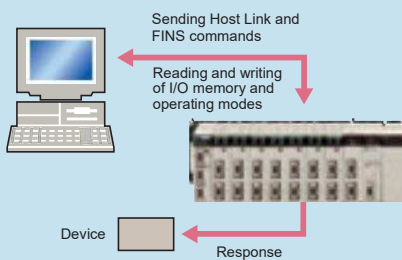 Sending Host Link and
FINS commands
Reading and writing
of I/O memory and
operating modes
Device
Response